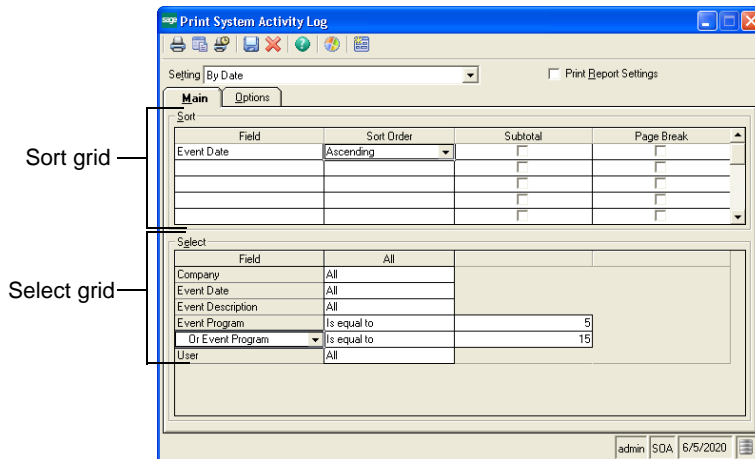 sage Print System Activity Log
Setting By Date Print Report Settings
Main Options
Sort
Field Sort Order Subtotal Page Break
Event Date Ascending
Sort grid
Select
Field All
Company All
Event Date All
Select grid
Event Description All
Event Program Is equal to 5
Or Event Program Is equal to 15
User All
admin SOA 6/5/2020